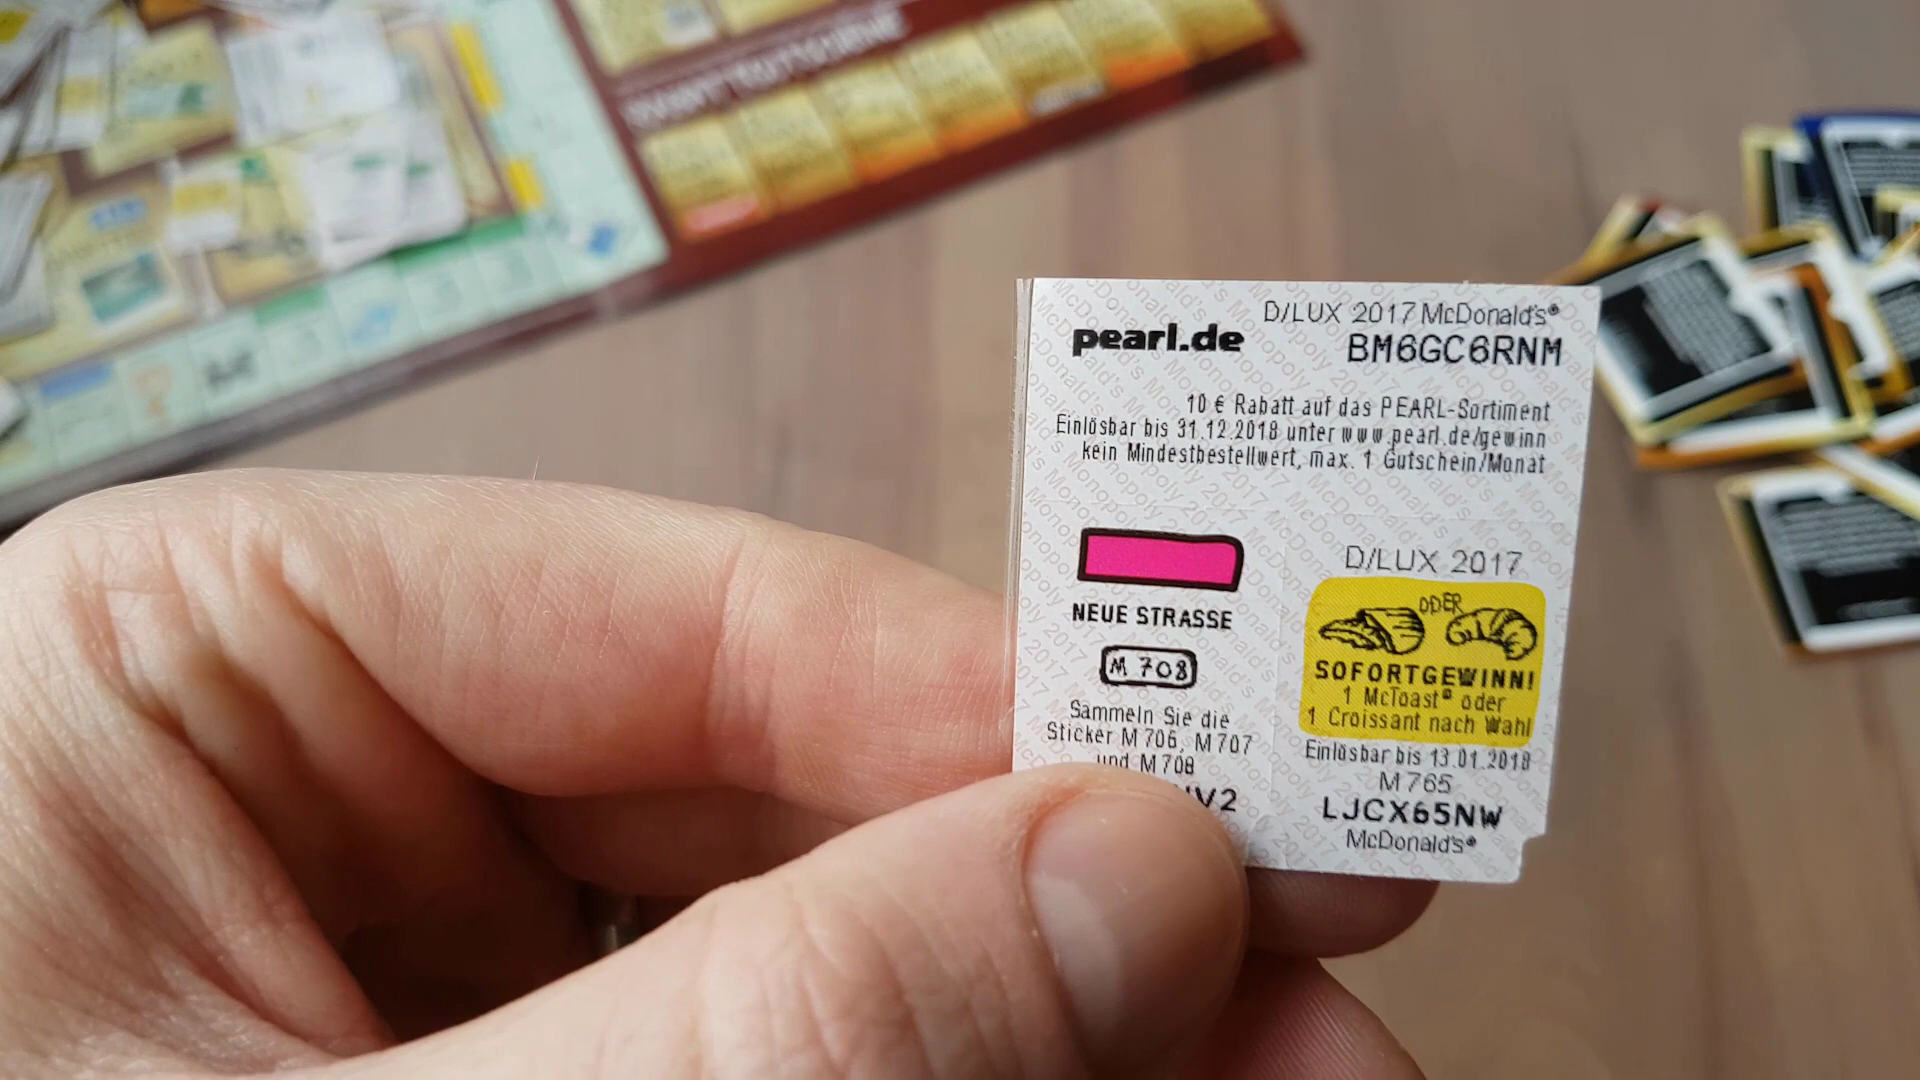 pearl.de
D/LUX 2017 McDonald's®
BM6GC6RNM
10 € Rabatt auf das PEARL-Sortiment
Einlösbar bis 31.12.2018 unter www.pearl.de/gewinn
kein Mindestbestellwert, max. 1 Gutschein/Monat
NEUE STRASSE
M 708
Sammeln Sie die
Sticker M 706, M 707
und M 708
V2
D/LUX 2017
ODER
SOFORTGEWINN!
1 McToast® oder
1 Croissant nach Wahl
Einlösbar bis 13.01.2018
M 765
LJCX65NW
McDonald's®